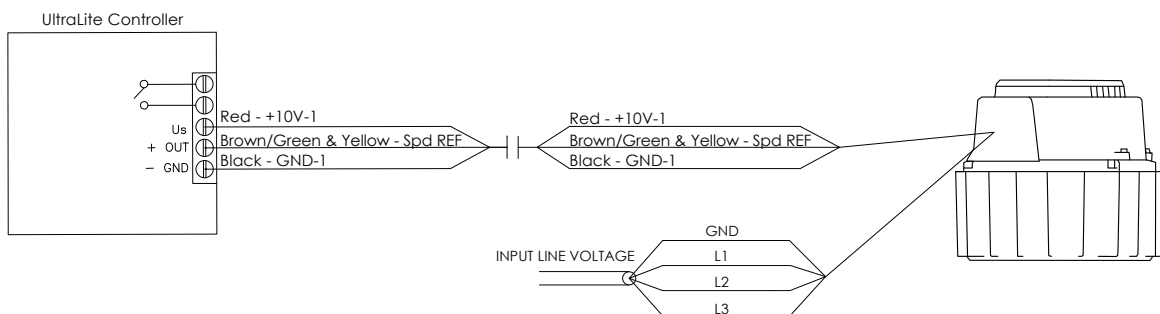 UltraLite Controller
Us
+ OUT
- GND
Red - +10V-1
Brown/Green & Yellow - Spd REF
Black - GND-1
Red - +10V-1
Brown/Green & Yellow - Spd REF
Black - GND-1
INPUT LINE VOLTAGE
GND
L1
L2
L3